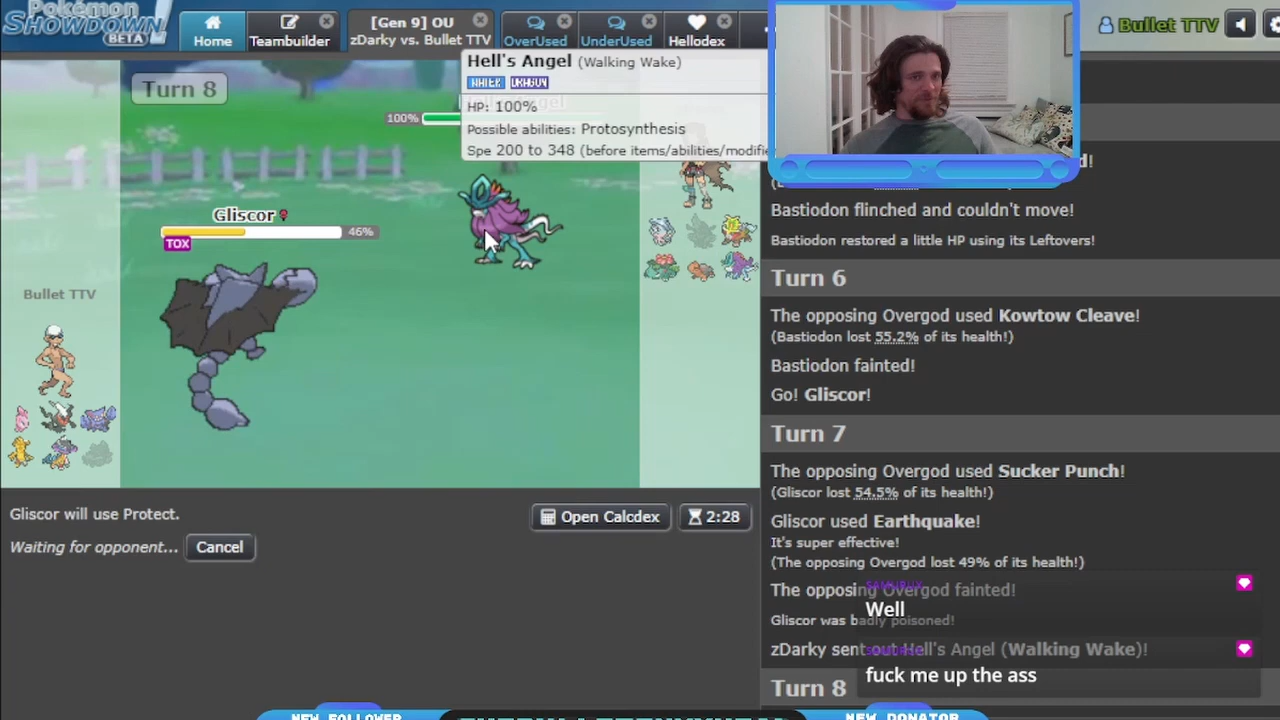 Pokémon
SHOWDOWN
BETA
Home
Teambuilder
[Gen 9] OU
zDarky vs. Bullet TTV
OverUsed
UnderUsed
Hellodex
Bullet TTV
Turn 8
Hell's Angel (Walking Wake)
WATER DRAGON
HP: 100%
Possible abilities: Protosynthesis
Spe 200 to 348 (before items/abilities/modifie
100%
Gliscor
46%
TOX
Bullet TTV
Gliscor will use Protect.
Waiting for opponent... Cancel
Open Calcdex
2:28
Bastiodon flinched and couldn't move!
Bastiodon restored a little HP using its Leftovers!
Turn 6
The opposing Overgod used Kowtow Cleave!
(Bastiodon lost 55.2% of its health!)
Bastiodon fainted!
Go! Gliscor!
Turn 7
The opposing Overgod used Sucker Punch!
(Gliscor lost 54.5% of its health!)
Gliscor used Earthquake!
It's super effective!
(The opposing Overgod lost 49% of its health!)
The opposing Overgod fainted!
Gliscor was badly poisoned!
zDarky sent out Hell's Angel (Walking Wake)!
Turn 8
Well
fuck me up the ass
NEW FOLLOWER
NEW DONATOR